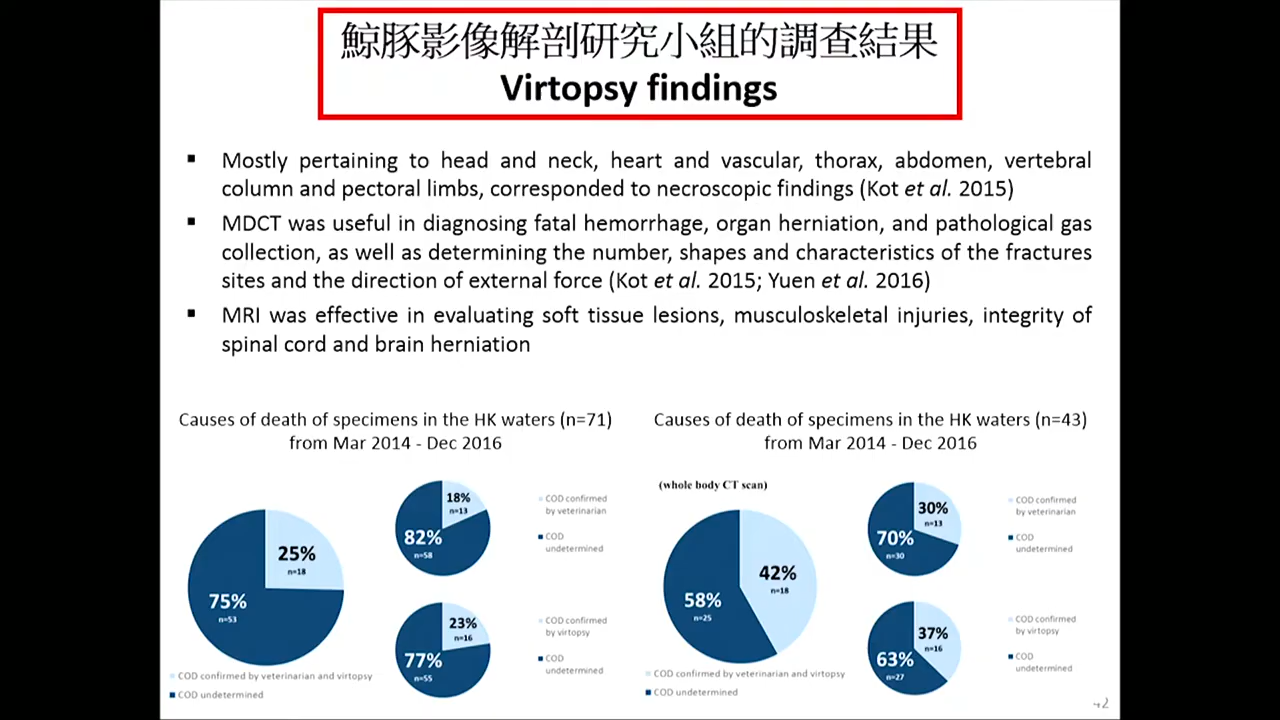 鯨豚影像解剖研究小組的調查結果
Virtopsy findings
▪ Mostly pertaining to head and neck, heart and vascular, thorax, abdomen, vertebral
column and pectoral limbs, corresponded to necroscopic findings (Kot et al. 2015)
▪ MDCT was useful in diagnosing fatal hemorrhage, organ herniation, and pathological gas
collection, as well as determining the number, shapes and characteristics of the fractures
sites and the direction of external force (Kot et al. 2015; Yuen et al. 2016)
▪ MRI was effective in evaluating soft tissue lesions, musculoskeletal injuries, integrity of
spinal cord and brain herniation
Causes of death of specimens in the HK waters (n=71)
from Mar 2014 - Dec 2016
25%
n=18
75%
n=53
COD confirmed by veterinarian and virtopsy
COD undetermined
18%
n=13
82%
n=58
COD confirmed
by veterinarian
COD
undetermined
23%
n=16
77%
n=55
COD confirmed
by virtopsy
COD
undetermined
Causes of death of specimens in the HK waters (n=43)
from Mar 2014 - Dec 2016
(whole body CT scan)
42%
n=18
58%
n=25
COD confirmed by veterinarian and virtopsy
COD undetermined
30%
n=13
70%
n=30
COD confirmed
by veterinarian
COD
undetermined
37%
n=16
63%
n=27
COD confirmed
by virtopsy
COD
undetermined
42